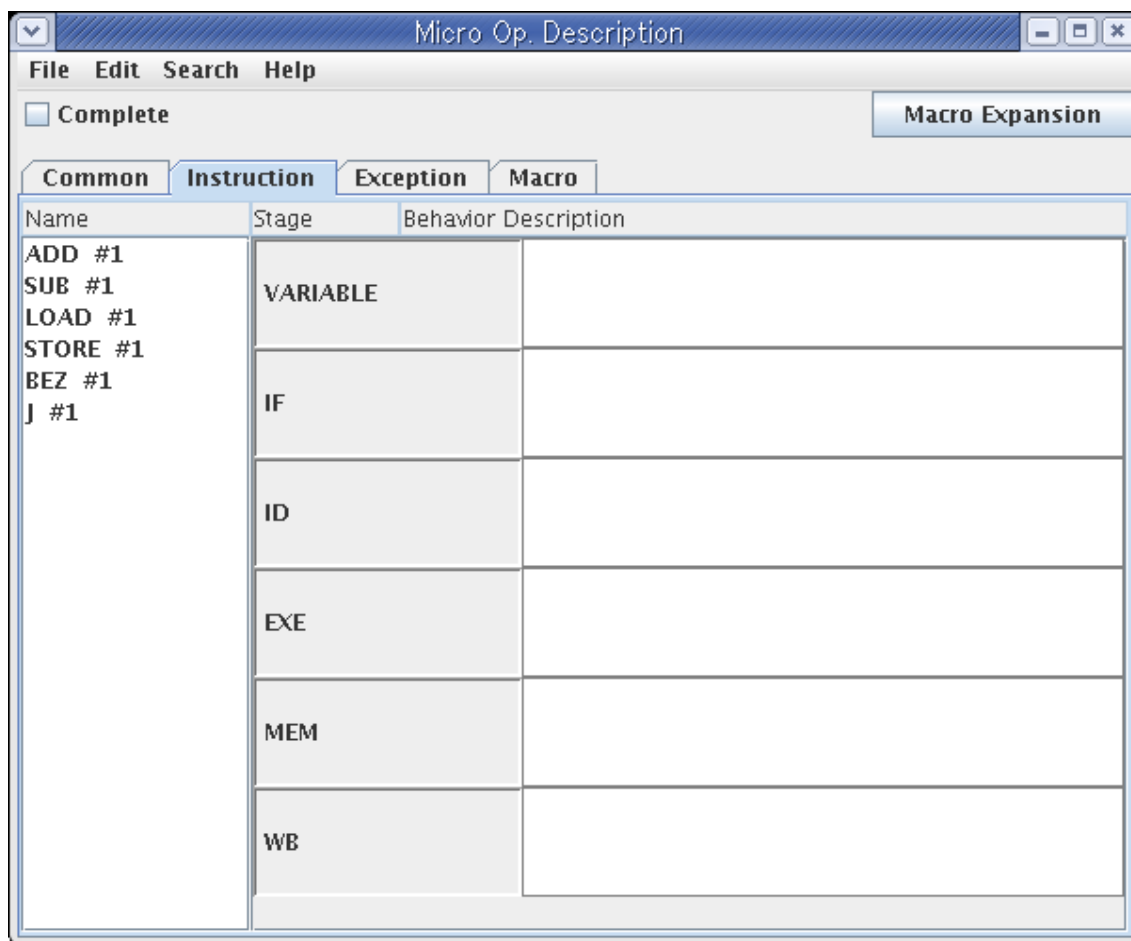 Micro Op. Description
File Edit Search Help
Complete
Macro Expansion
Common Instruction Exception Macro
Name Stage Behavior Description
ADD #1
SUB #1
LOAD #1
STORE #1
BEZ #1
J #1
VARIABLE
IF
ID
EXE
MEM
WB